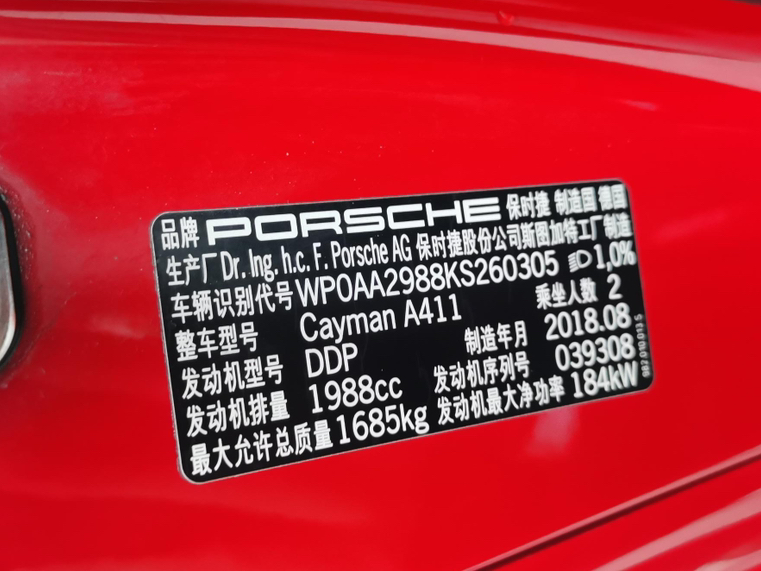 品牌 PORSCHE 保时捷 制造国 德国
生产厂 Dr. Ing. h.c. F. Porsche AG 保时捷股份公司斯图加特工厂制造
车辆识别代号 WP0AA2988KS260305 1,0%
整车型号 Cayman A411 乘坐人数 2
发动机型号 DDP 制造年月 2018.08
发动机排量 1988cc 发动机序列号 039308
最大允许总质量 1685kg 发动机最大净功率 184kW
982.010.013.5